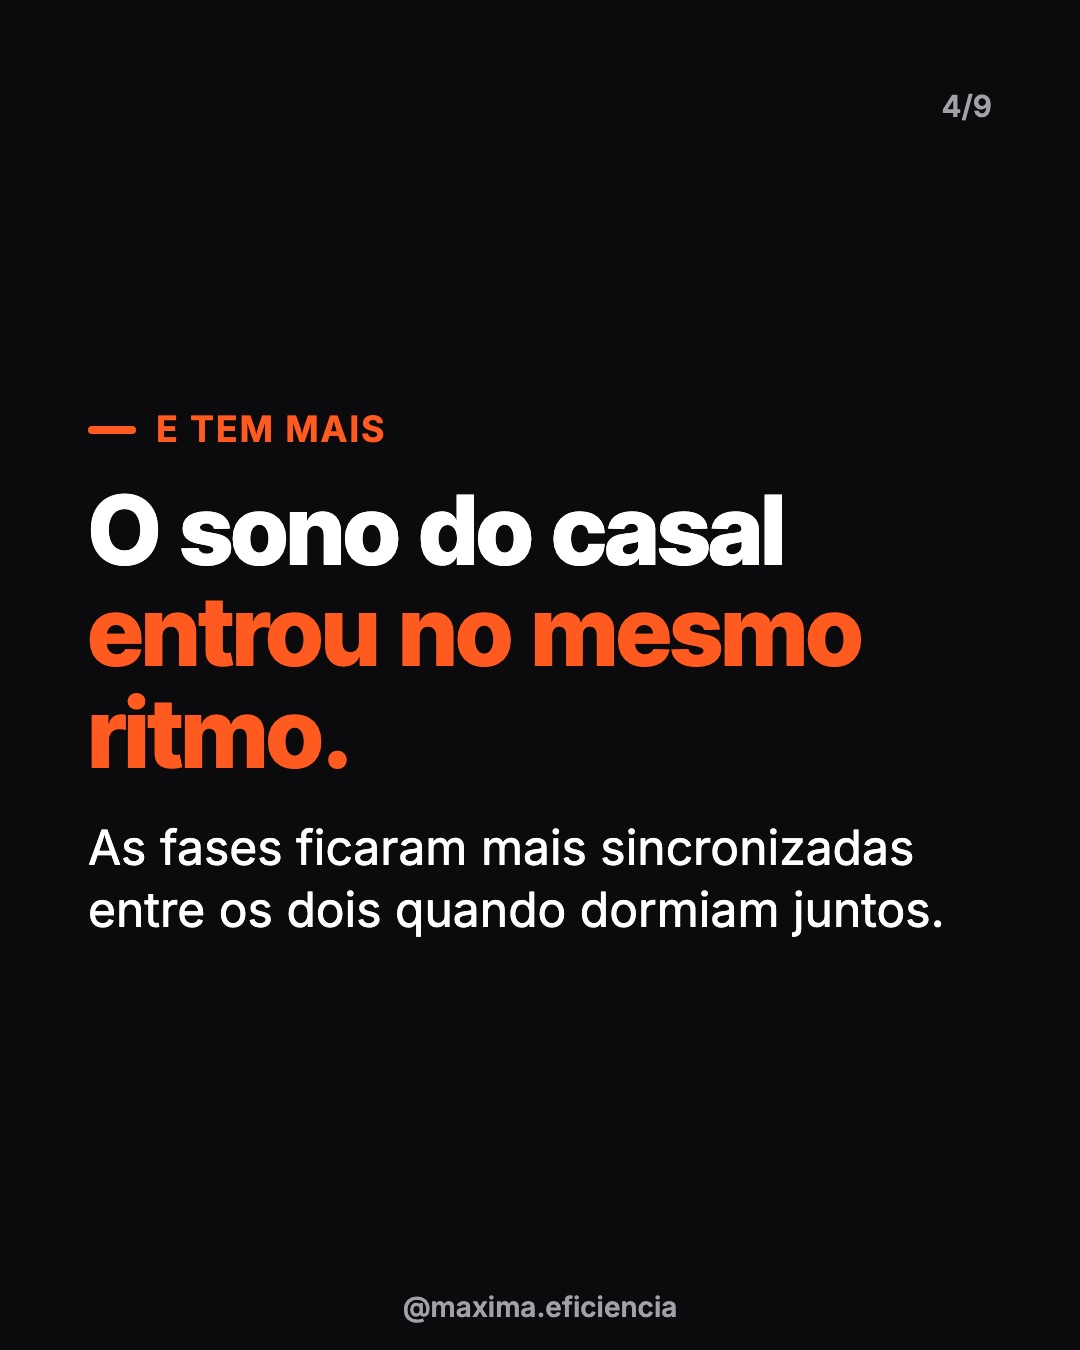 4/9
E TEM MAIS
O sono do casal
entrou no mesmo
ritmo.
As fases ficaram mais sincronizadas
entre os dois quando dormiam juntos.
@maxima.eficiencia